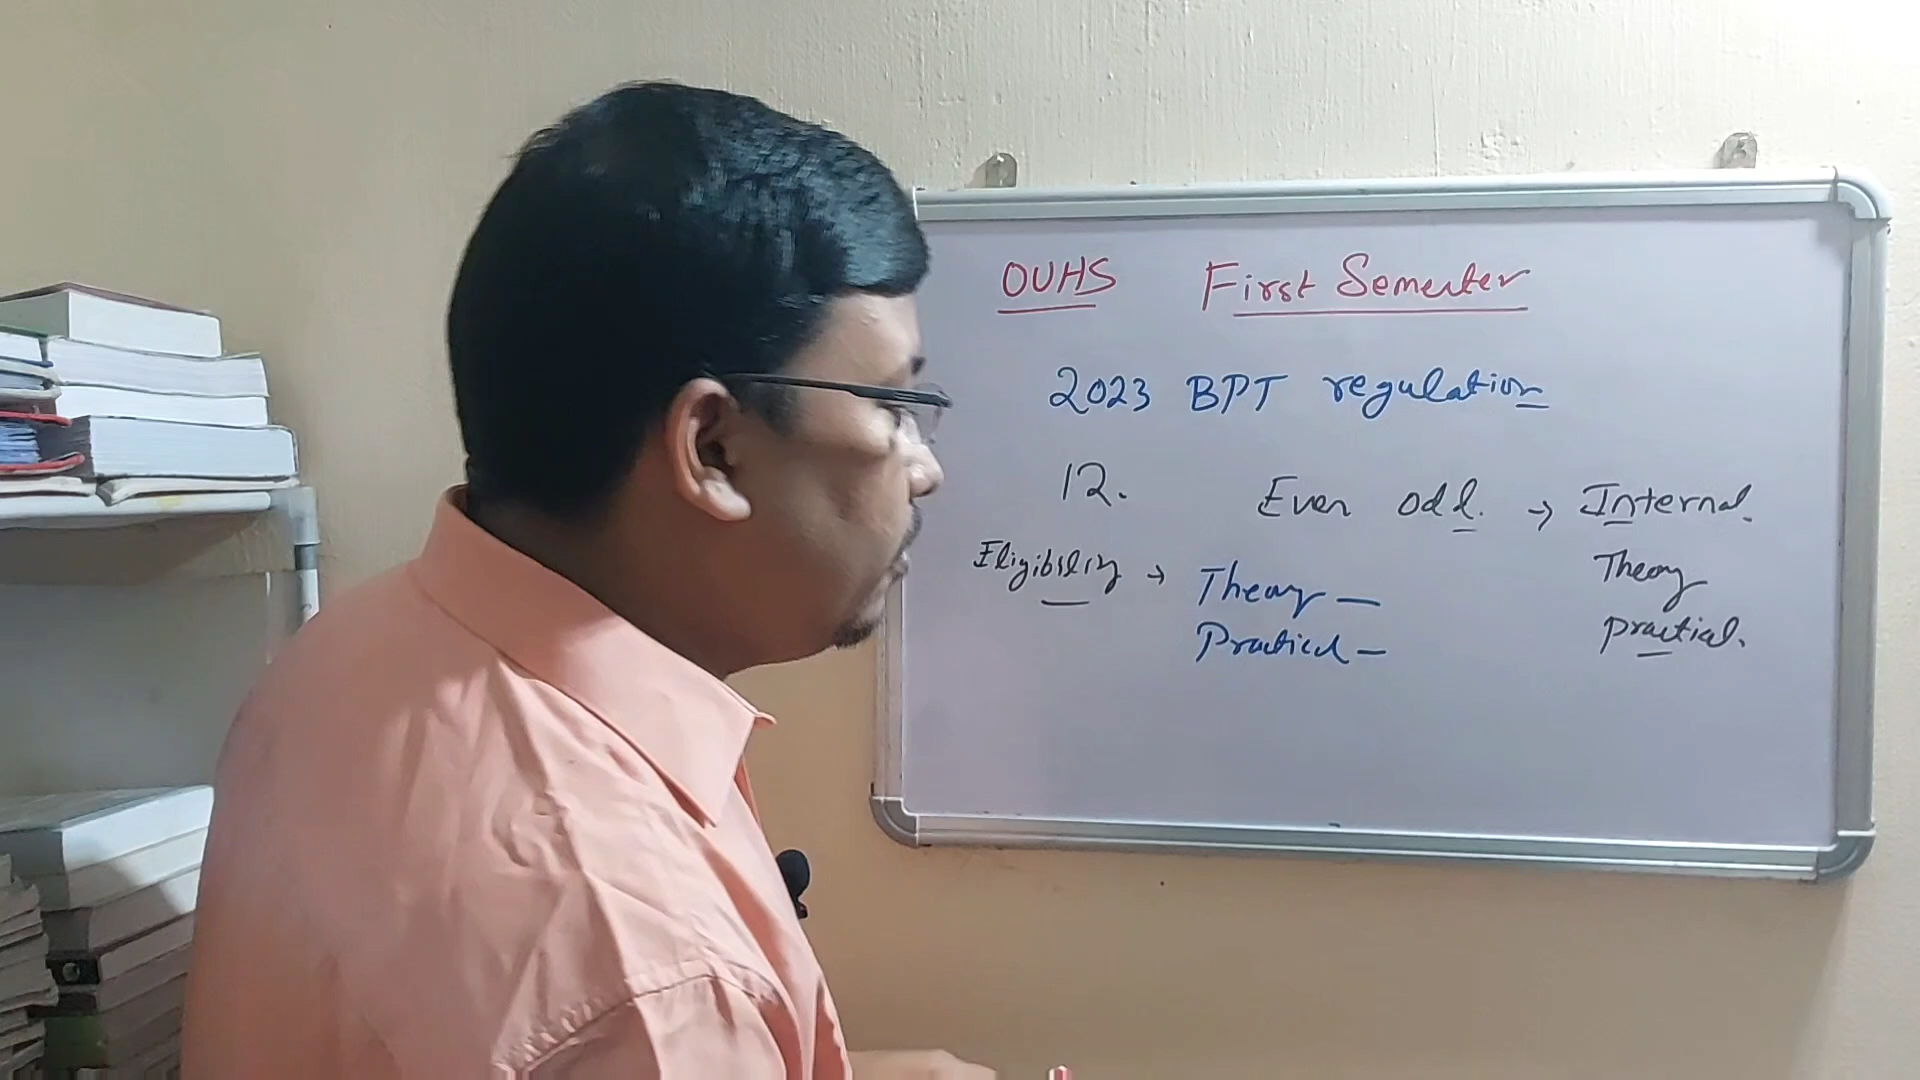 OUHS First Semester
2023 BPT regulation
12. Even odd. → Internal.
Eligibility → Theory – Theory
Practical – Practical.